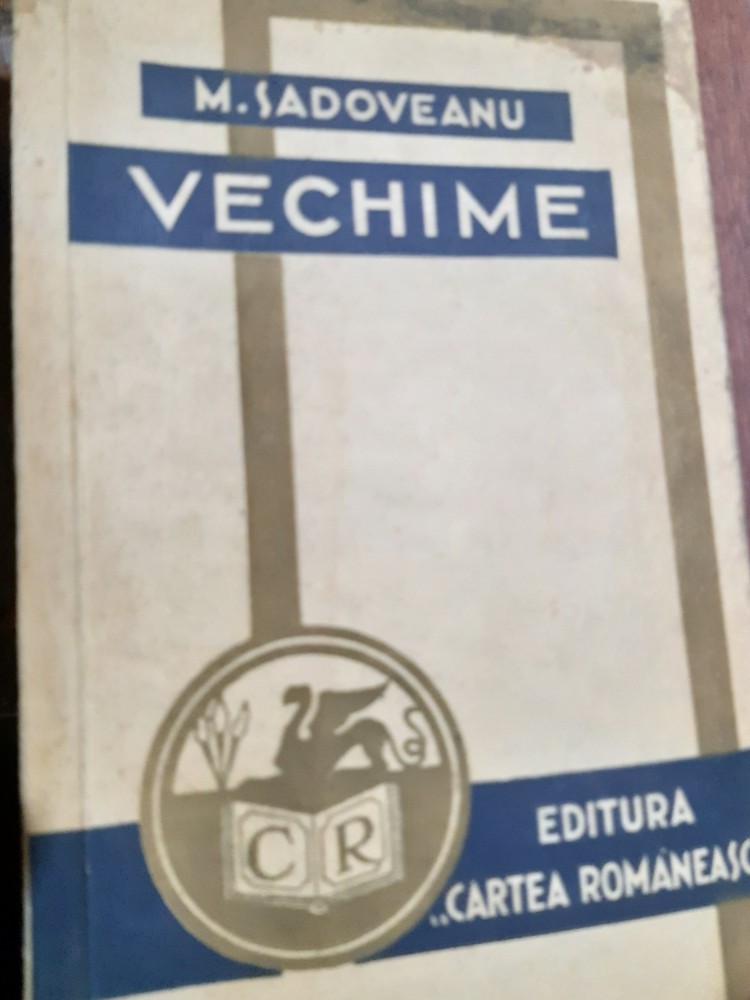 M. SADOVEANU
VECHIME
C R
EDITURA
„CARTEA ROMÂNEASC